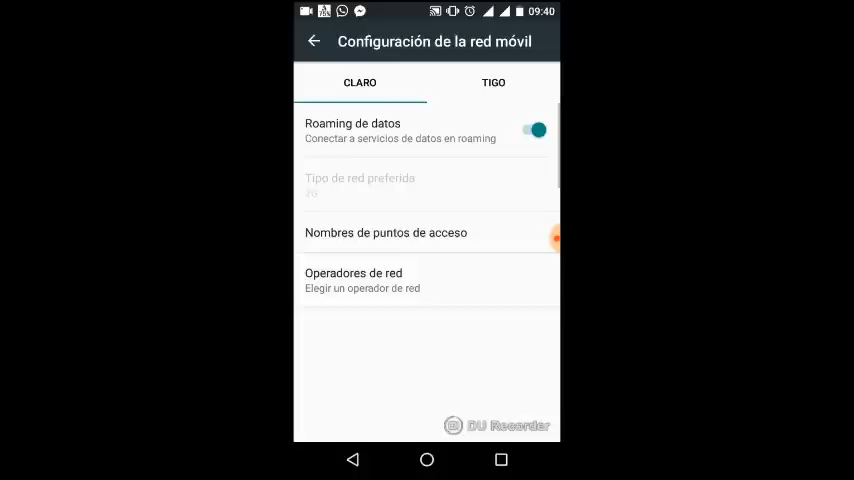 09:40
Configuración de la red móvil
CLARO
TIGO
Roaming de datos
Conectar a servicios de datos en roaming
Tipo de red preferida
2G
Nombres de puntos de acceso
Operadores de red
Elegir un operador de red
DU Recorder